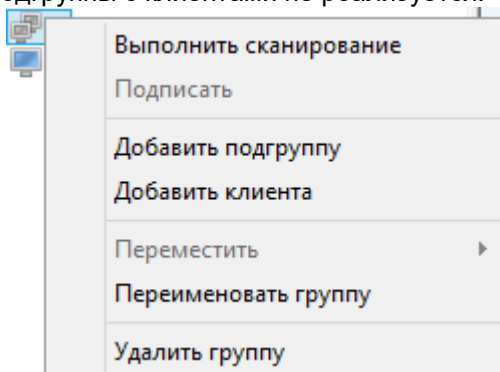 Выполнить сканирование
Подписать
Добавить подгруппу
Добавить клиента
Переместить
Переименовать группу
Удалить группу